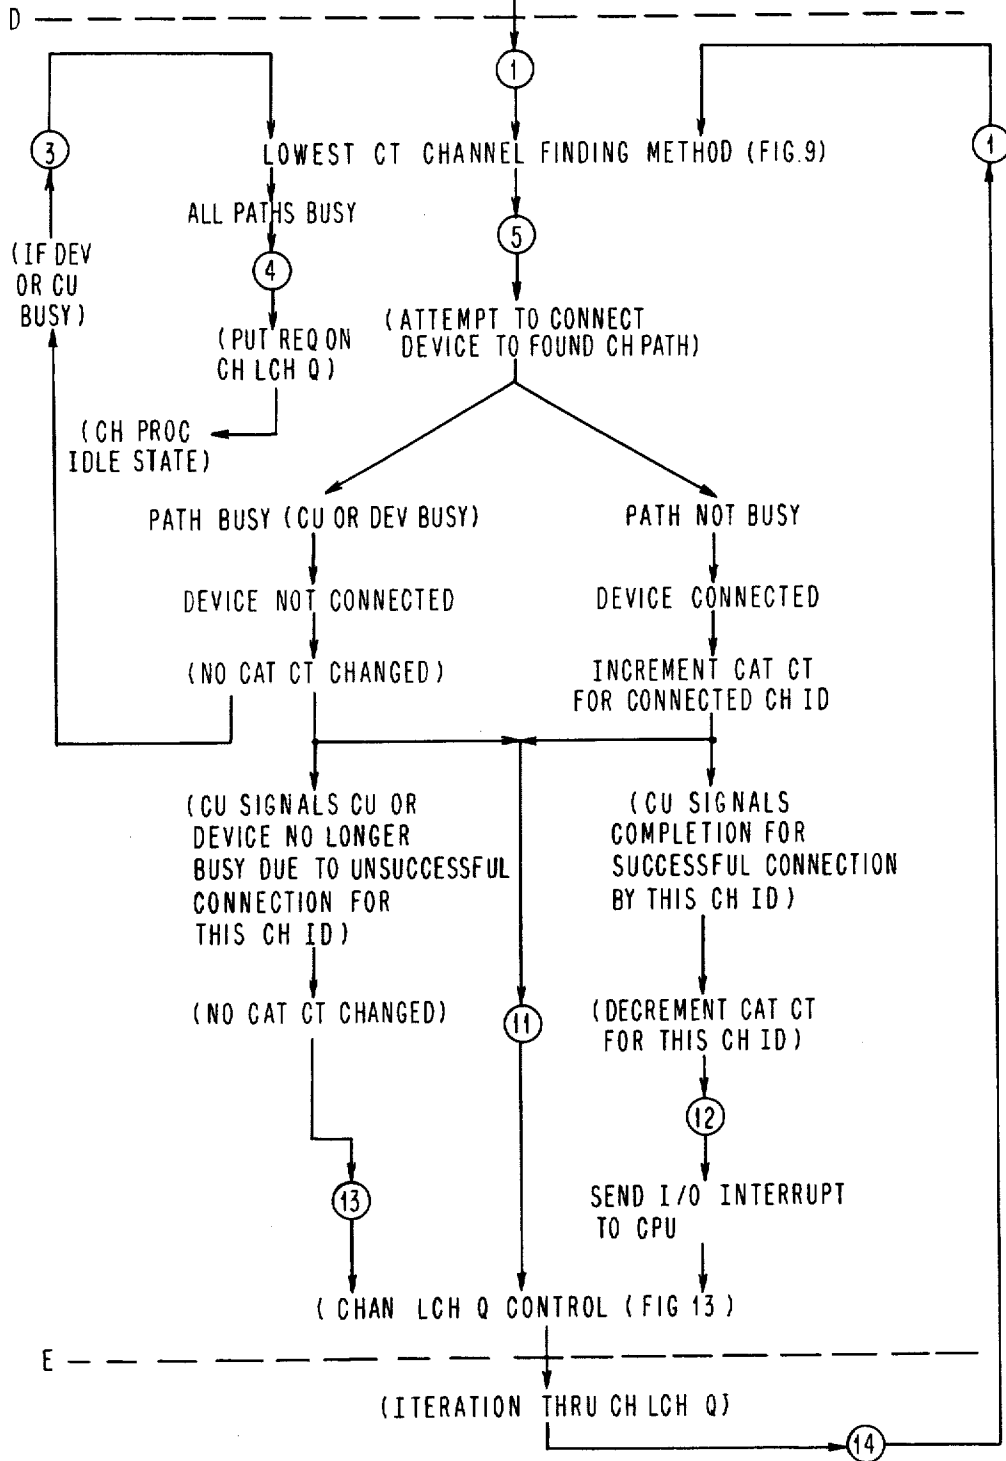 D
1
3
1
LOWEST CT CHANNEL FINDING METHOD (FIG.9)
ALL PATHS BUSY
5
4
(IF DEV
OR CU
BUSY)
(ATTEMPT TO CONNECT
DEVICE TO FOUND CH PATH)
(PUT REQ ON
CH LCH Q)
(CH PROC
IDLE STATE)
PATH BUSY (CU OR DEV BUSY)
PATH NOT BUSY
DEVICE NOT CONNECTED
DEVICE CONNECTED
(NO CAT CT CHANGED)
INCREMENT CAT CT
FOR CONNECTED CH ID
(CU SIGNALS CU OR
DEVICE NO LONGER
BUSY DUE TO UNSUCCESSFUL
CONNECTION FOR
THIS CH ID)
(CU SIGNALS
COMPLETION FOR
SUCCESSFUL CONNECTION
BY THIS CH ID)
(NO CAT CT CHANGED)
11
(DECREMENT CAT CT
FOR THIS CH ID)
12
13
SEND I/O INTERRUPT
TO CPU
(CHAN LCH Q CONTROL (FIG 13)
E
(ITERATION THRU CH LCH Q)
14